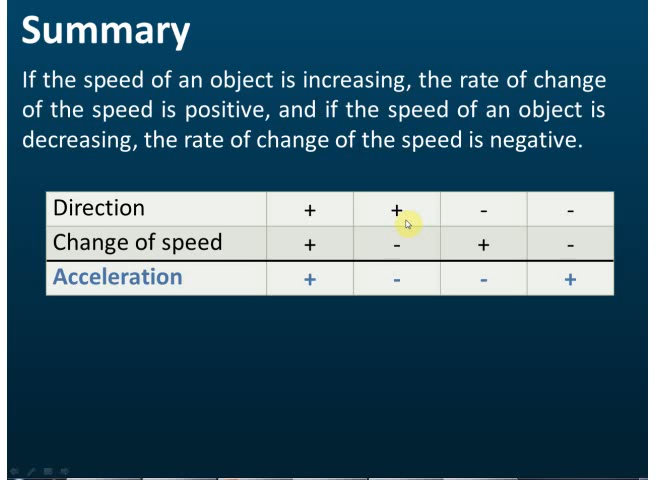 Summary
If the speed of an object is increasing, the rate of change
of the speed is positive, and if the speed of an object is
decreasing, the rate of change of the speed is negative.
Direction + + - -
Change of speed + - + -
Acceleration + - - +